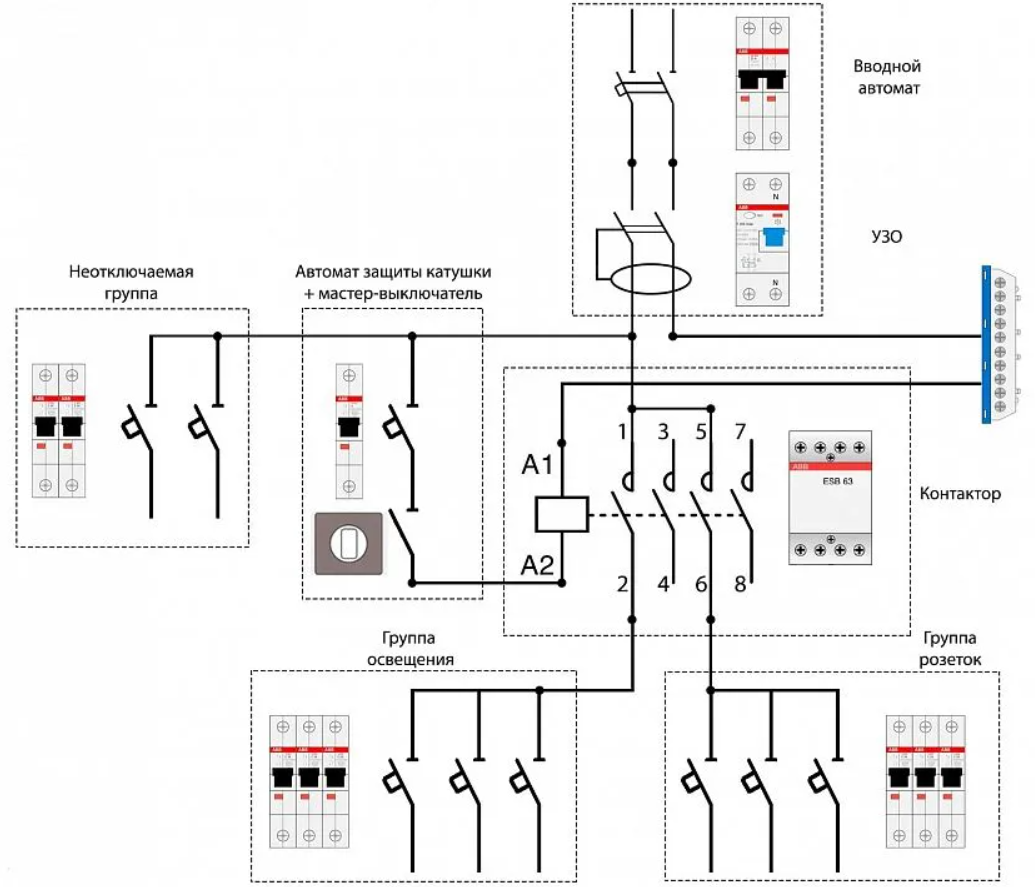 Вводной
автомат
N
УЗО
N
Неотключаемая
группа
Автомат защиты катушки
+ мастер-выключатель
1 3 5 7
A1
ABB
ESB 63
Контактор
A2
2 4 6 8
Группа
освещения
Группа
розеток